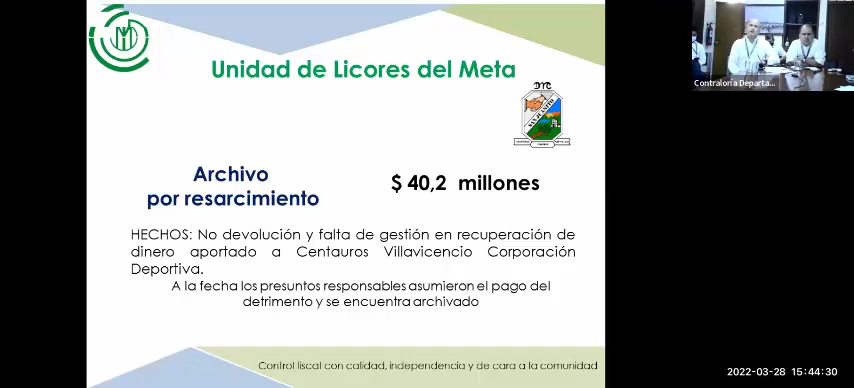 Unidad de Licores del Meta
SAN JUANITO
Archivo
por resarcimiento
$ 40,2 millones
HECHOS: No devolución y falta de gestión en recuperación de
dinero aportado a Centauros Villavicencio Corporación
Deportiva.
A la fecha los presuntos responsables asumieron el pago del
detrimento y se encuentra archivado
Control fiscal con calidad, independencia y de cara a la comunidad
Contraloría Departa...
2022-03-28 15:44:30